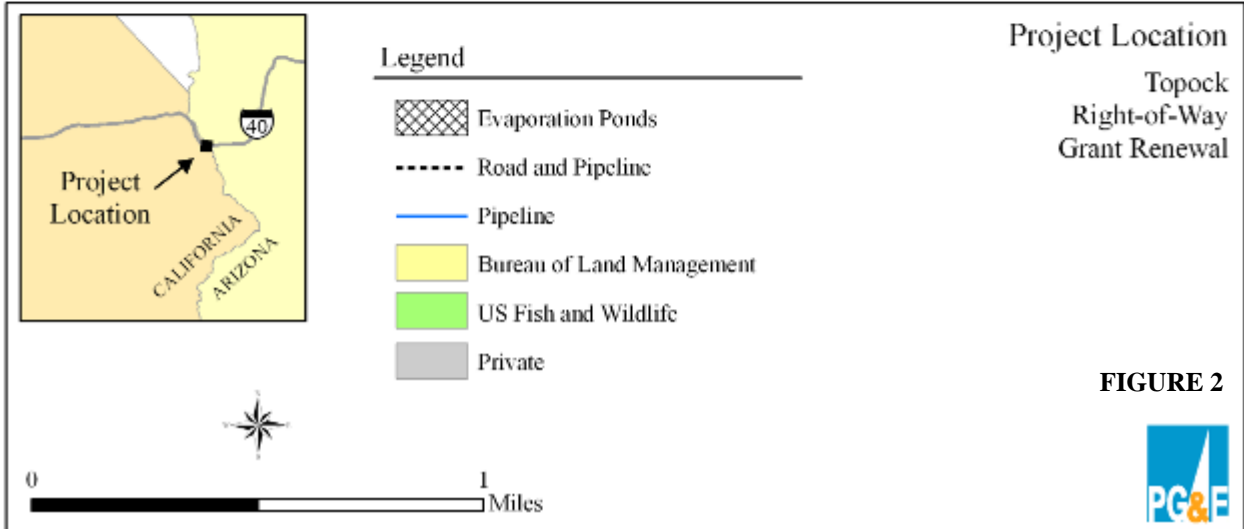 40
Project
Location
CALIFORNIA
ARIZONA
Legend
Evaporation Ponds
Road and Pipeline
Pipeline
Bureau of Land Management
US Fish and Wildlife
Private
Project Location
Topock
Right-of-Way
Grant Renewal
FIGURE 2
0 1
Miles
PG&E